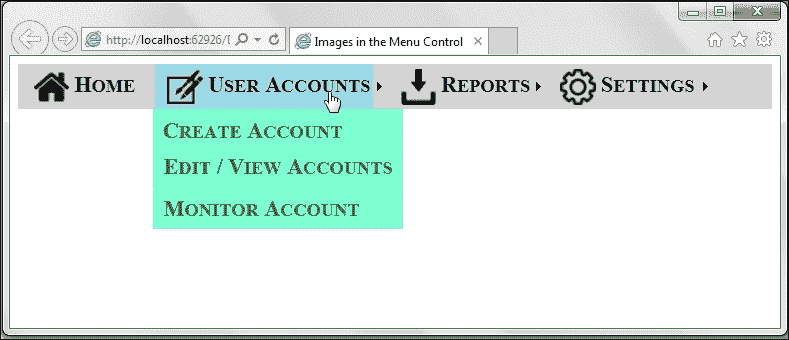 http://localhost:62926/D
Images in the Menu Control
HOME USER ACCOUNTS REPORTS SETTINGS
CREATE ACCOUNT
EDIT / VIEW ACCOUNTS
MONITOR ACCOUNT